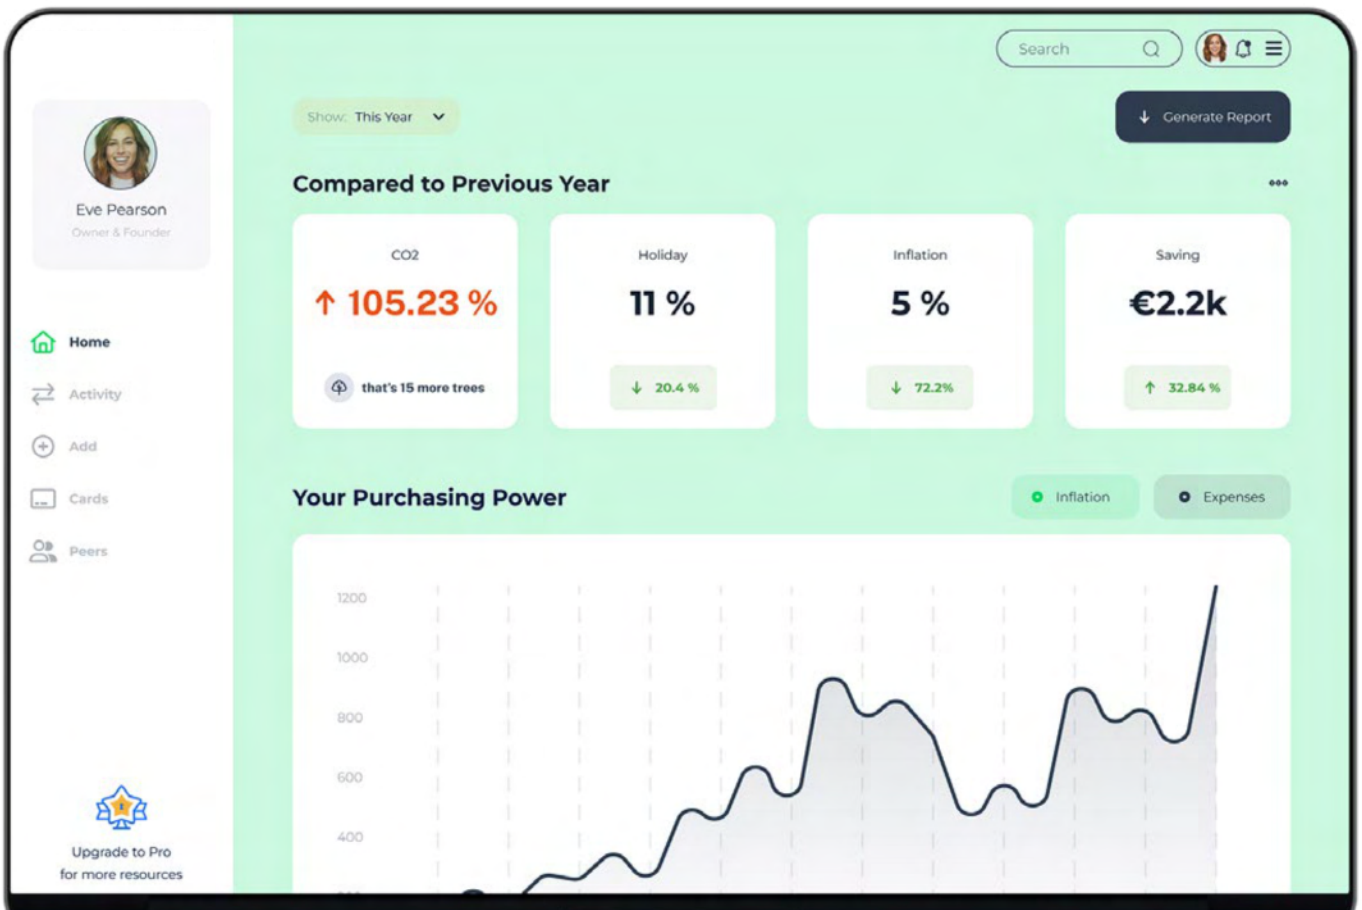 Search
Show: This Year
Generate Report
Eve Pearson
Owner & Founder
Compared to Previous Year
CO2
↑ 105.23 %
that's 15 more trees
Holiday
11 %
↓ 20.4 %
Inflation
5 %
↓ 72.2%
Saving
€2.2k
↑ 32.84 %
Home
Activity
Add
Cards
Peers
Your Purchasing Power
Inflation
Expenses
1200
1000
800
600
400
Upgrade to Pro
for more resources